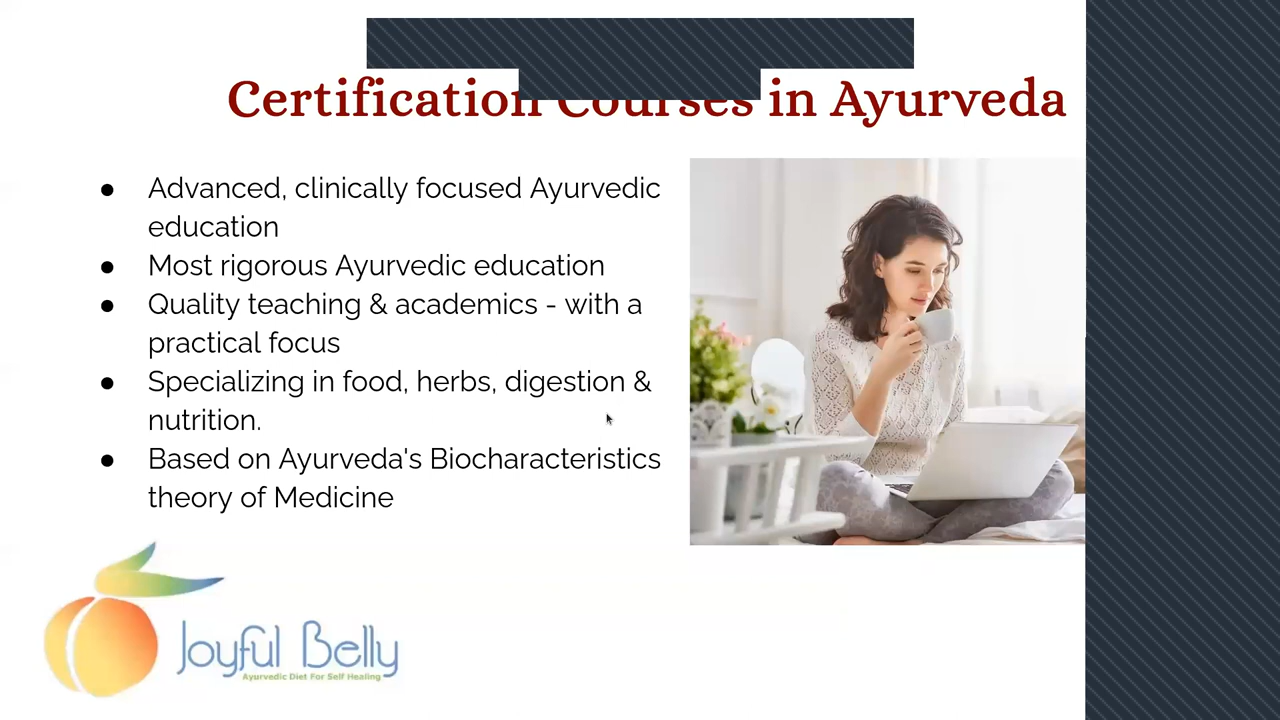 Certification Courses in Ayurveda
● Advanced, clinically focused Ayurvedic
education
● Most rigorous Ayurvedic education
● Quality teaching & academics - with a
practical focus
● Specializing in food, herbs, digestion &
nutrition.
● Based on Ayurveda's Biocharacteristics
theory of Medicine
Joyful Belly
Ayurvedic Diet For Self Healing